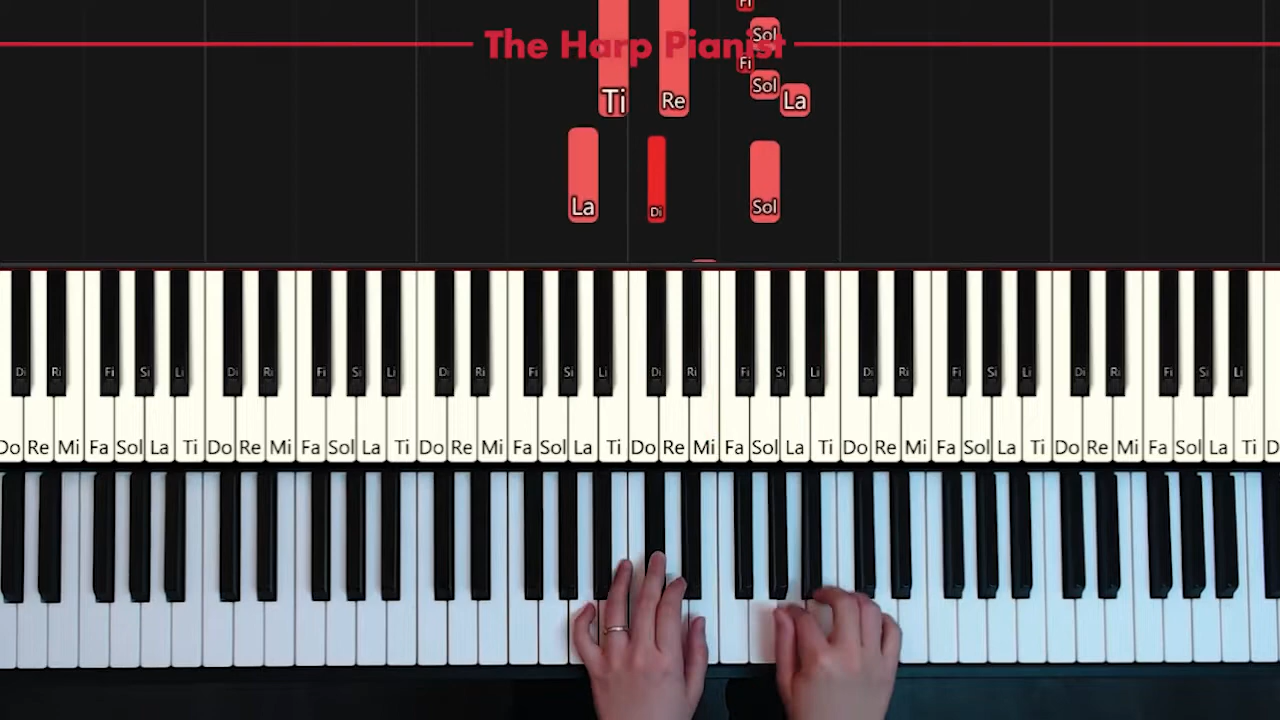 Fi
Sol
The Harp Pianist
Fi
Sol
Ti Re La
La Di Sol
Di Ri Fi Si Li Di Ri Fi Si Li Di Ri Fi Si Li Di Ri Fi Si Li Di Ri Fi Si Li Di Ri Fi Si Li
Do Re Mi Fa Sol La Ti Do Re Mi Fa Sol La Ti Do Re Mi Fa Sol La Ti Do Re Mi Fa Sol La Ti Do Re Mi Fa Sol La Ti Do Re Mi Fa Sol La Ti D